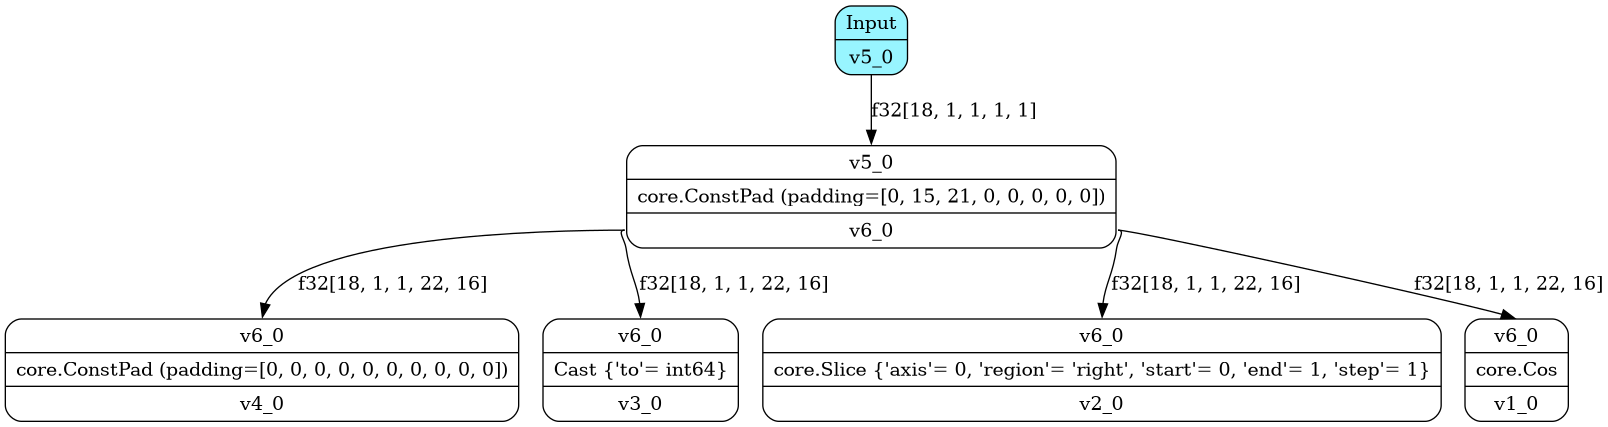 Input
v5_0
f32[18, 1, 1, 1, 1]
v5_0
core.ConstPad (padding=[0, 15, 21, 0, 0, 0, 0, 0])
v6_0
f32[18, 1, 1, 22, 16]
f32[18, 1, 1, 22, 16]
f32[18, 1, 1, 22, 16]
f32[18, 1, 1, 22, 16]
v6_0
core.ConstPad (padding=[0, 0, 0, 0, 0, 0, 0, 0, 0, 0])
v4_0
v6_0
Cast {'to'= int64}
v3_0
v6_0
core.Slice {'axis'= 0, 'region'= 'right', 'start'= 0, 'end'= 1, 'step'= 1}
v2_0
v6_0
core.Cos
v1_0